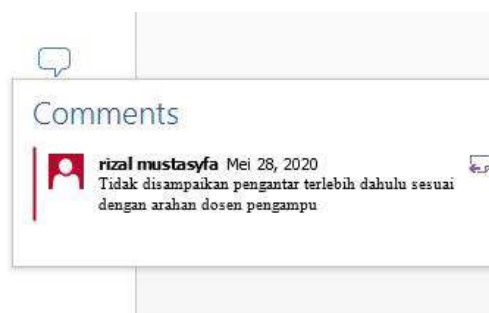 Comments
rizal mustasyfa Mei 28, 2020
Tidak disampaikan pengantar terlebih dahulu sesuai
dengan arahan dosen pengampu